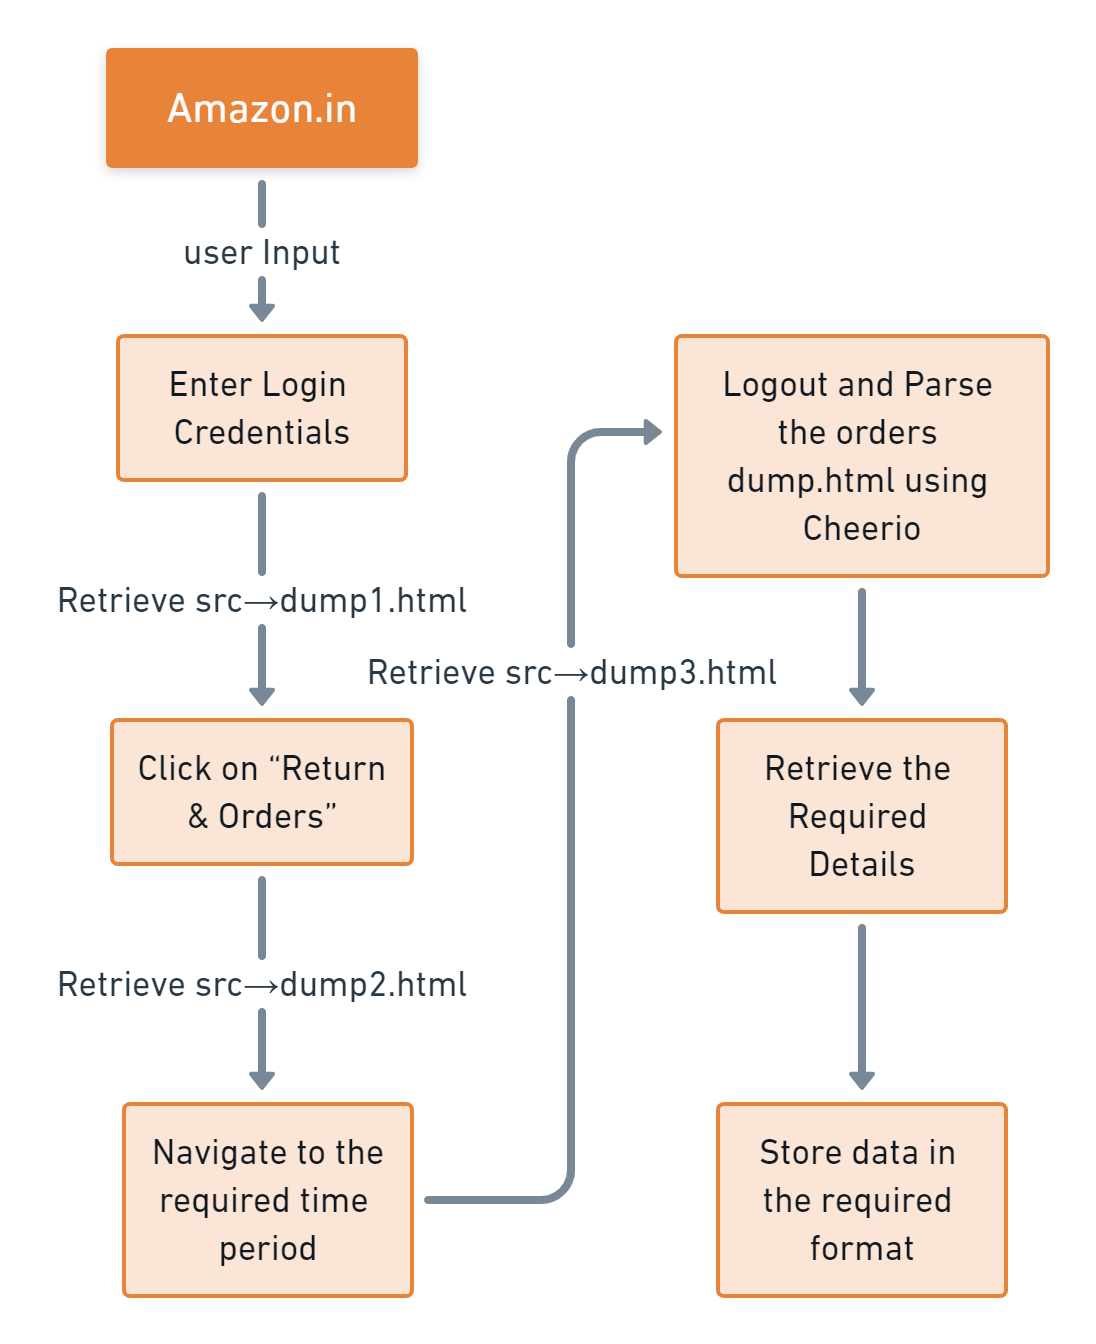 Amazon.in
user Input
Enter Login
Credentials
Retrieve src→dump1.html
Click on “Return
& Orders”
Retrieve src→dump2.html
Navigate to the
required time
period
Retrieve src→dump3.html
Logout and Parse
the orders
dump.html using
Cheerio
Retrieve the
Required
Details
Store data in
the required
format